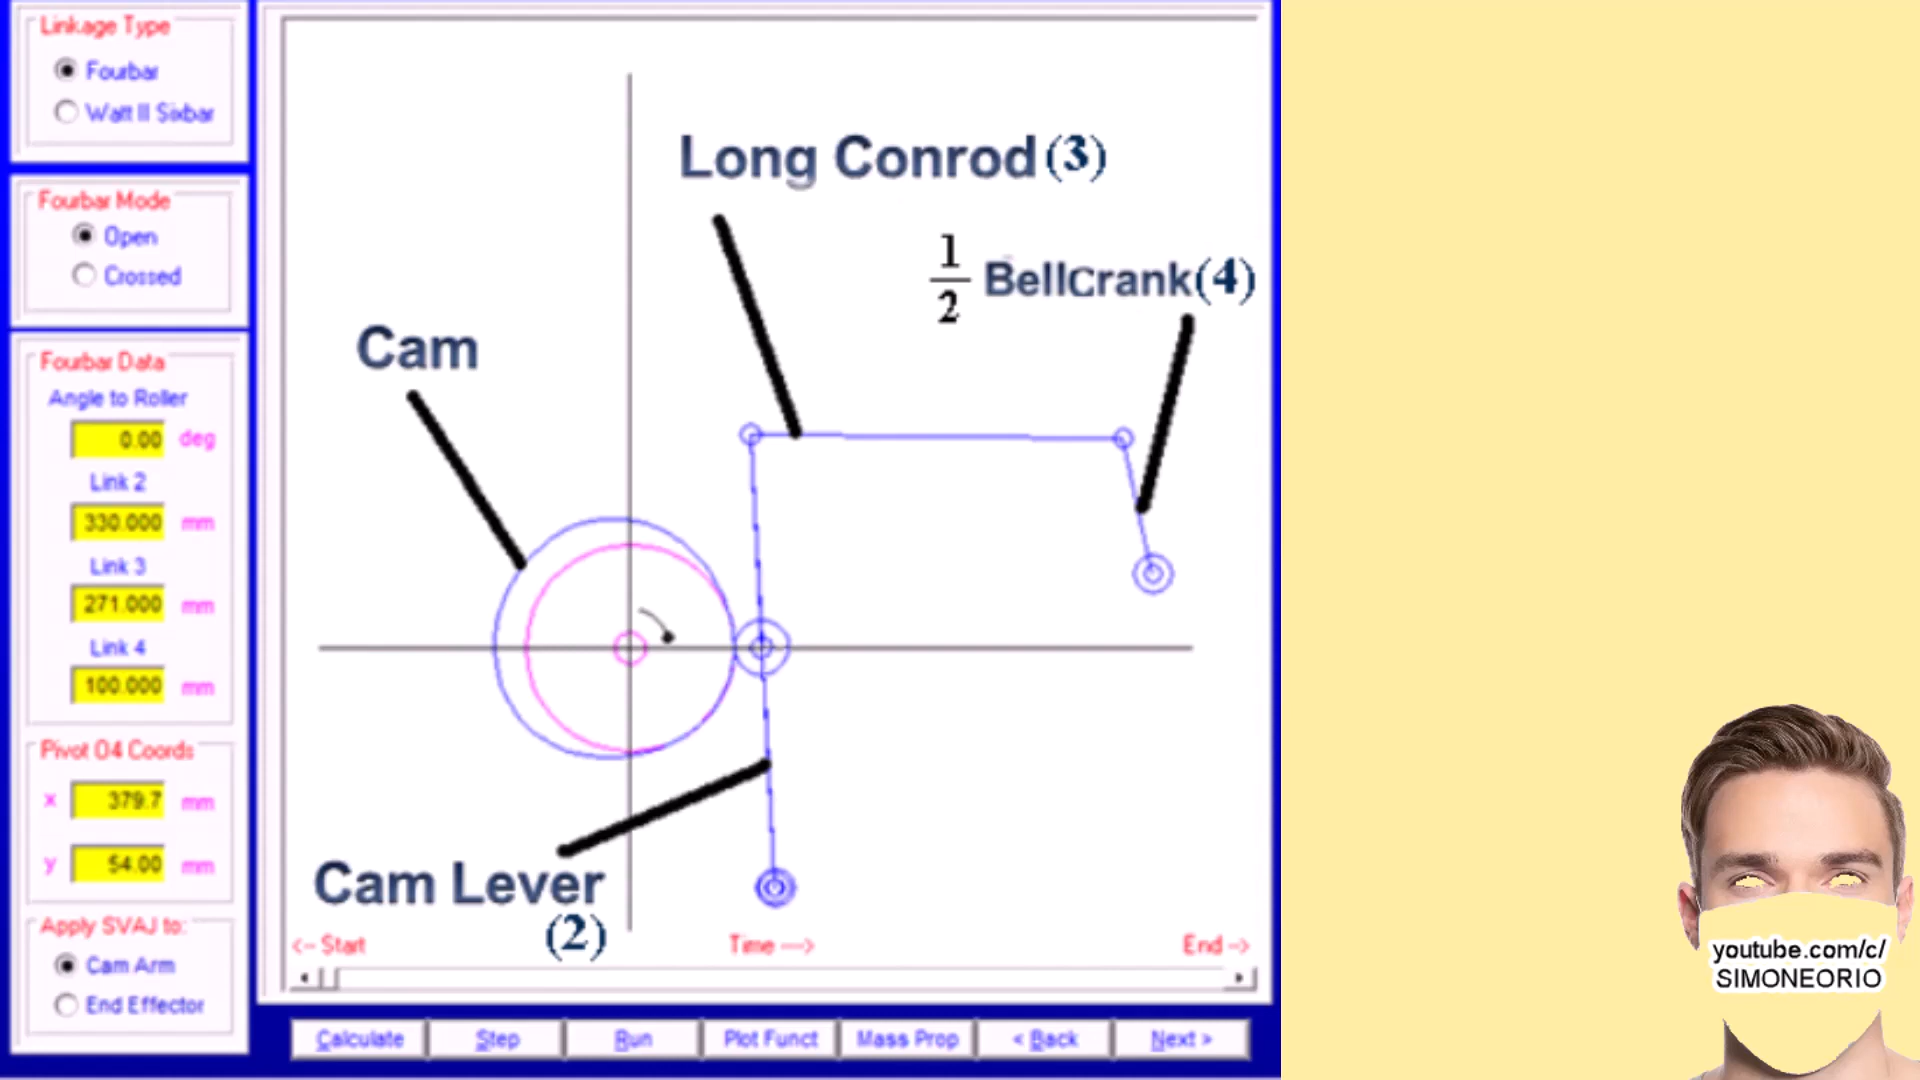 Linkage Type
Fourbar
Watt II Sixbar
Fourbar Mode
Open
Crossed
Fourbar Data
Angle to Roller
0.00 deg
Link 2
330.000 mm
Link 3
271.000 mm
Link 4
100.000 mm
Pivot O4 Coords
x 379.7 mm
y 54.00 mm
Apply SVAJ to:
Cam Arm
End Effector
Long Conrod (3)
1/2 BellCrank (4)
Cam
Cam Lever
(2)
<-- Start Time ---> End ->
Calculate Step Run Plot Funct Mass Prop < Back Next >
youtube.com/c/
SIMONEORIO